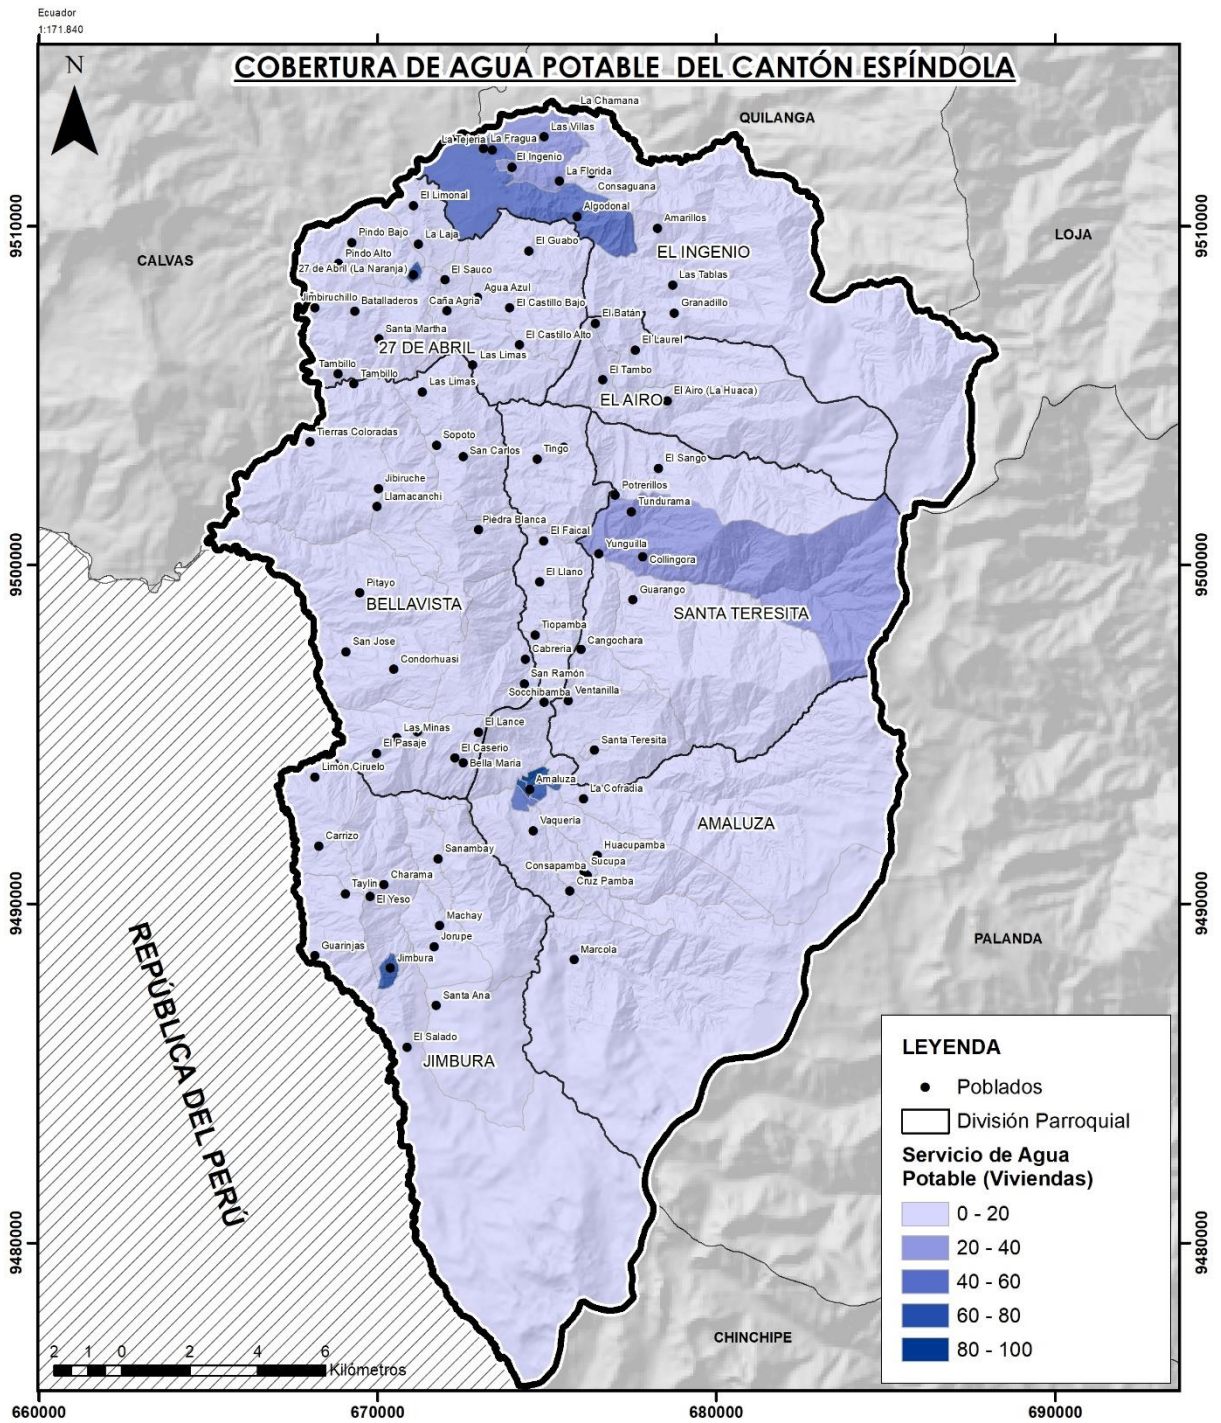 Ecuador
1:171.840
N
COBERTURA DE AGUA POTABLE DEL CANTÓN ESPÍNDOLA
La Chamana
QUILANGA
Las Villas
La Tejeria
La Fragua
El Ingenio
La Florida
Consaguana
El Limonal
Algodonal
Amarillos
9510000
9510000
Pindo Bajo
La Laja
El Guabo
LOJA
Pindo Alto
EL INGENIO
CALVAS
27 de Abril (La Naranja)
El Sauco
Las Tablas
Agua Azul
Jimbiruchillo
Batalladeros
Caña Agria
El Castillo Bajo
Granadillo
El Batán
Santa Martha
27 DE ABRIL
El Castillo Alto
El Laurel
Las Limas
Tambillo
Tambillo
El Tambo
Las Limas
EL AIRO
El Airo (La Huaca)
Tierras Coloradas
Sopoto
San Carlos
Tingo
El Sango
Jibiruche
Potrerillos
Llamacanchi
Tundurama
Piedra Blanca
El Faical
Yunguilla
Collingora
9500000
9500000
El Llano
Pitayo
Guarango
BELLAVISTA
SANTA TERESITA
Tiopamba
San Jose
Cabreria
Cangochara
Condorhuasi
San Ramón
Socchibamba
Ventanilla
Las Minas
El Lance
El Pasaje
El Caserio
Santa Teresita
Bella Maria
Limón Ciruelo
Amaluza
La Cofradia
Vaquería
AMALUZA
Carrizo
Sanambay
Huacupamba
Consapamba
Sucupa
Taylin
Charama
Cruz Pamba
El Yeso
9490000
9490000
Machay
Jorupe
Guarinjas
Jimbura
Marcola
PALANDA
REPÚBLICA DEL PERÚ
Santa Ana
El Salado
JIMBURA
LEYENDA
Poblados
División Parroquial
Servicio de Agua
Potable (Viviendas)
0 - 20
20 - 40
40 - 60
60 - 80
80 - 100
9480000
9480000
CHINCHIPE
2 1 0 2 4 6
Kilómetros
660000 670000 680000 690000